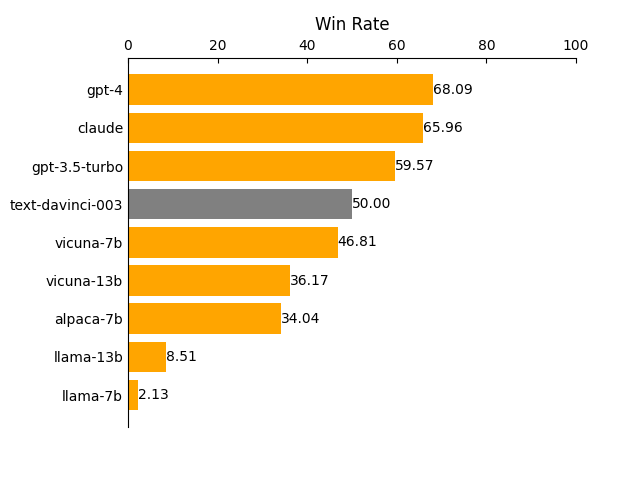 Win Rate
0 20 40 60 80 100
gpt-4 68.09
claude 65.96
gpt-3.5-turbo 59.57
text-davinci-003 50.00
vicuna-7b 46.81
vicuna-13b 36.17
alpaca-7b 34.04
llama-13b 8.51
llama-7b 2.13